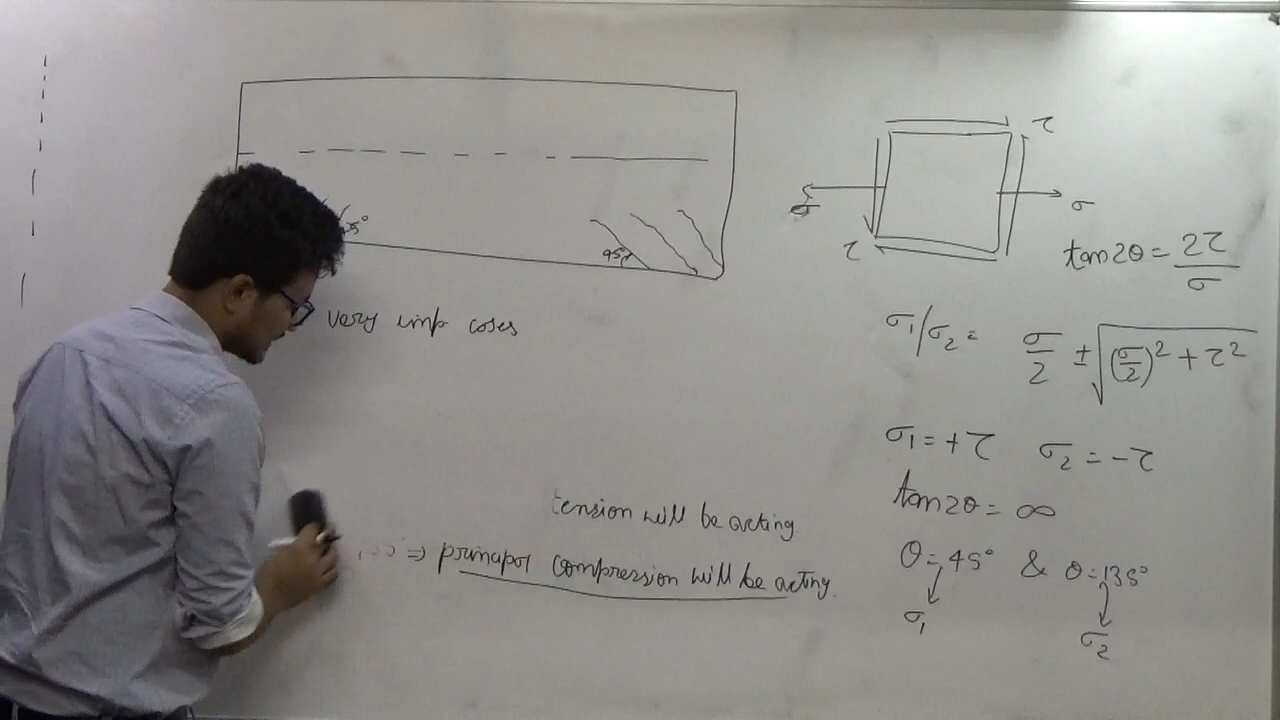 τ
σ
σ
τ
45°
tan2θ = 2τ/σ
very imp cases
σ₁/σ₂ = σ/2 ± √((σ/2)² + τ²)
σ₁ = +τ σ₂ = -τ
tan2θ = ∞
tension will be acting
⇒ principal compression will be acting
θ = 45° & θ = 135°
σ₁ σ₂